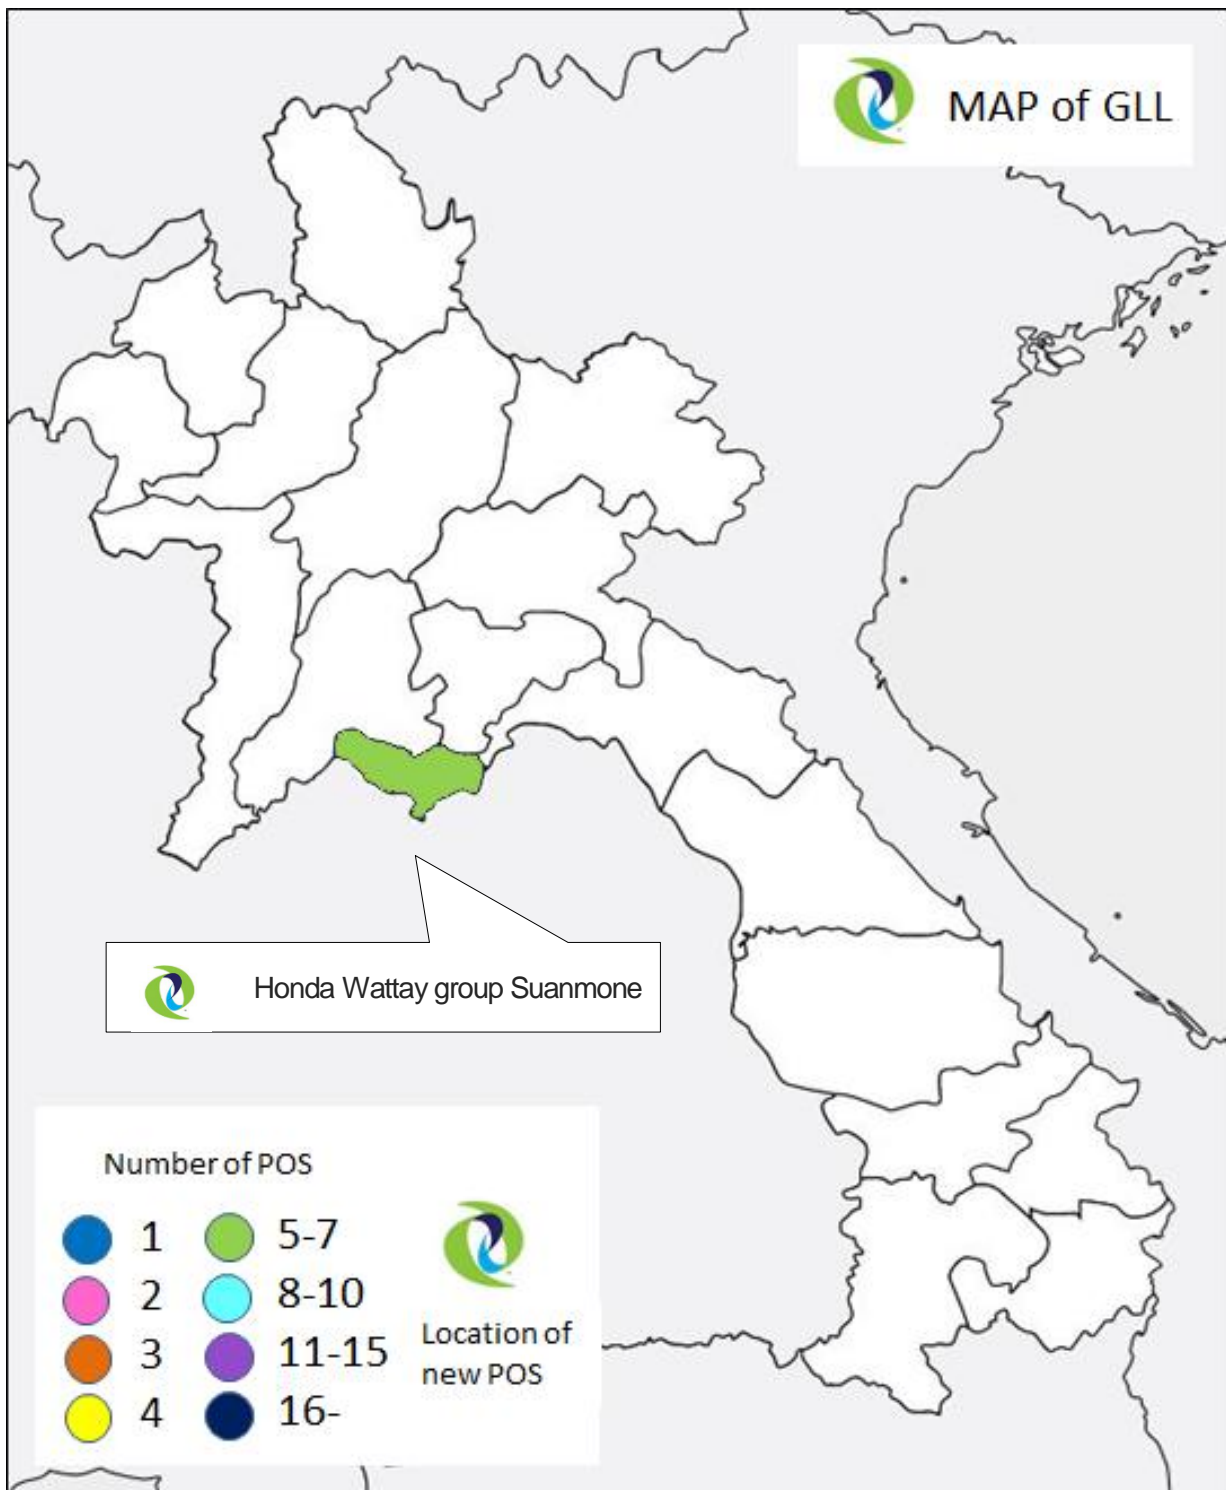 MAP of GLL
Honda Wattay group Suanmone
Number of POS
1
5-7
2
8-10
3
11-15
4
16-
Location of
new POS